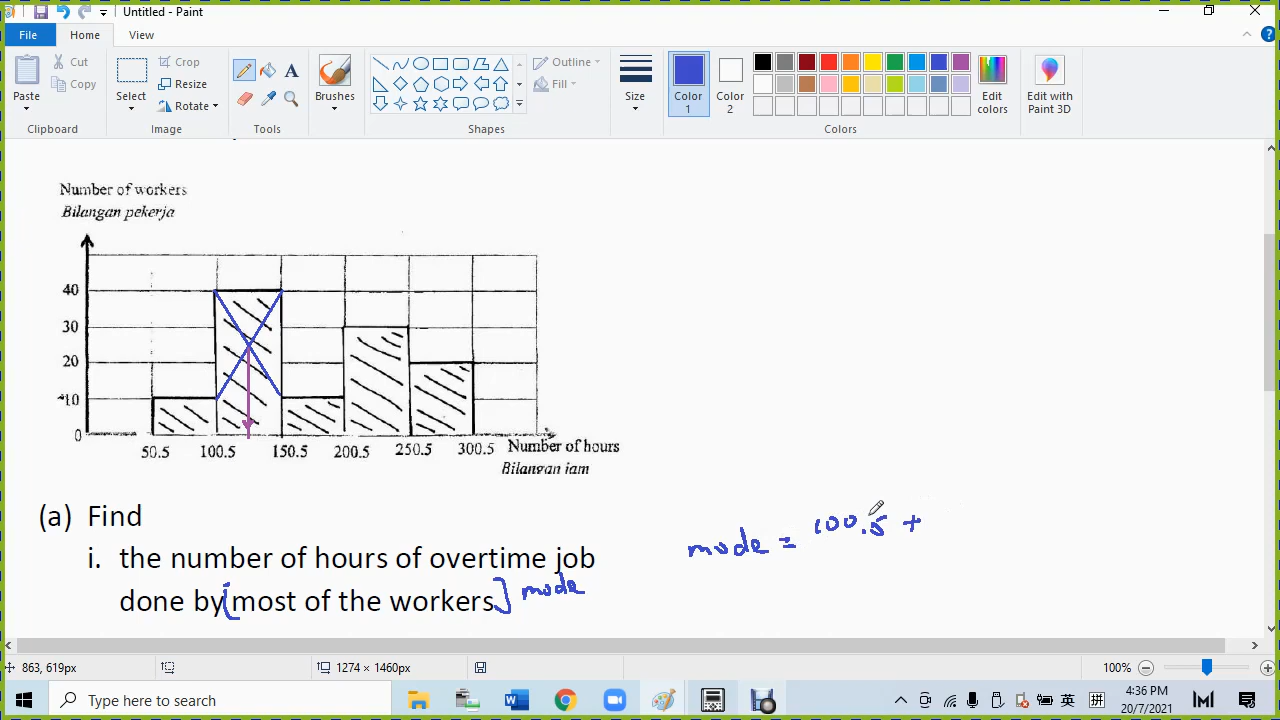 Untitled - Paint
File Home View
Paste Cut Copy Clipboard
Select Crop Resize Rotate Image
Tools
Brushes
Outline Fill Shapes
Size
Color 1
Color 2
Edit colors
Colors
Edit with Paint 3D
Number of workers
Bilangan pekerja
40
30
20
10
0
50.5 100.5 150.5 200.5 250.5 300.5
Number of hours
Bilangan jam
(a) Find
i. the number of hours of overtime job
done by [most of the workers] mode
mode = 100.5 +
863, 619px 1274 × 1460px 100%
Type here to search
英 拼
4:36 PM
20/7/2021